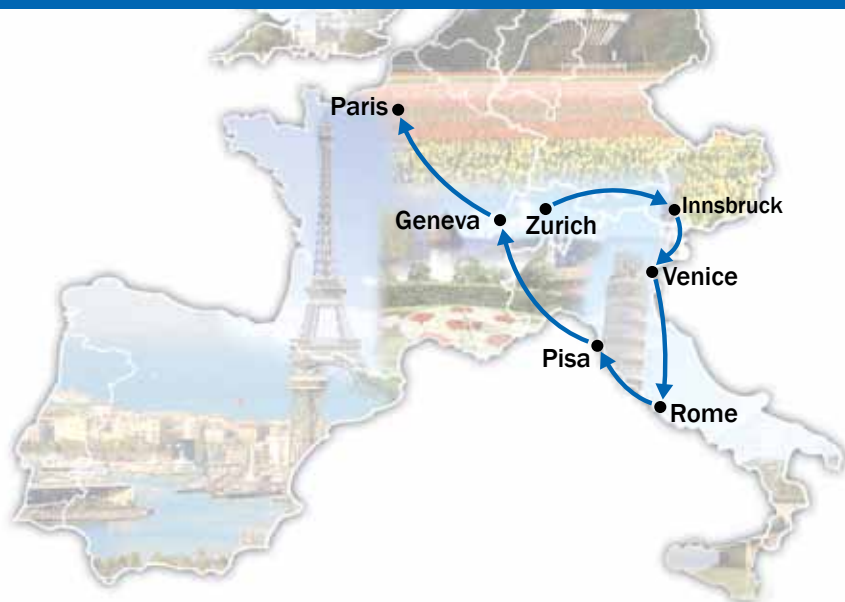 Paris
Innsbruck
Geneva
Zurich
Venice
Pisa
Rome